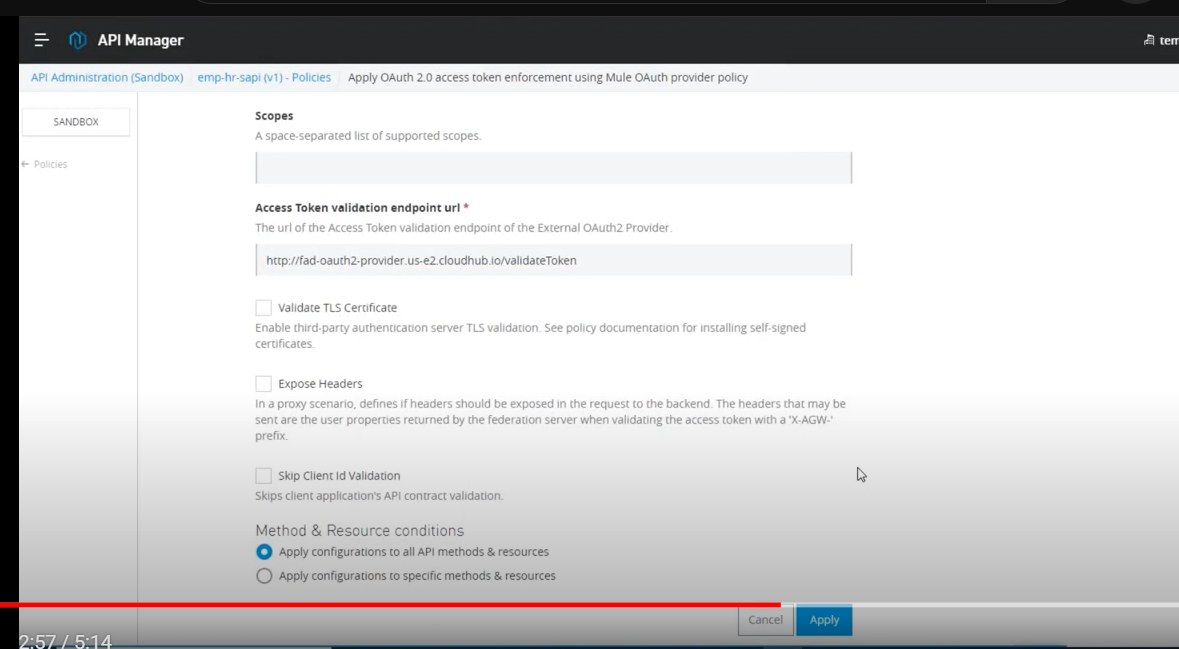 API Manager
tem
API Administration (Sandbox) emp-hr-sapi (v1) - Policies Apply OAuth 2.0 access token enforcement using Mule OAuth provider policy
SANDBOX
← Policies
Scopes
A space-separated list of supported scopes.
Access Token validation endpoint url *
The url of the Access Token validation endpoint of the External OAuth2 Provider.
http://fad-oauth2-provider.us-e2.cloudhub.io/validateToken
Validate TLS Certificate
Enable third-party authentication server TLS validation. See policy documentation for installing self-signed
certificates.
Expose Headers
In a proxy scenario, defines if headers should be exposed in the request to the backend. The headers that may be
sent are the user properties returned by the federation server when validating the access token with a 'X-AGW-'
prefix.
Skip Client Id Validation
Skips client application's API contract validation.
Method & Resource conditions
Apply configurations to all API methods & resources
Apply configurations to specific methods & resources
Cancel Apply
2:57 / 5:14